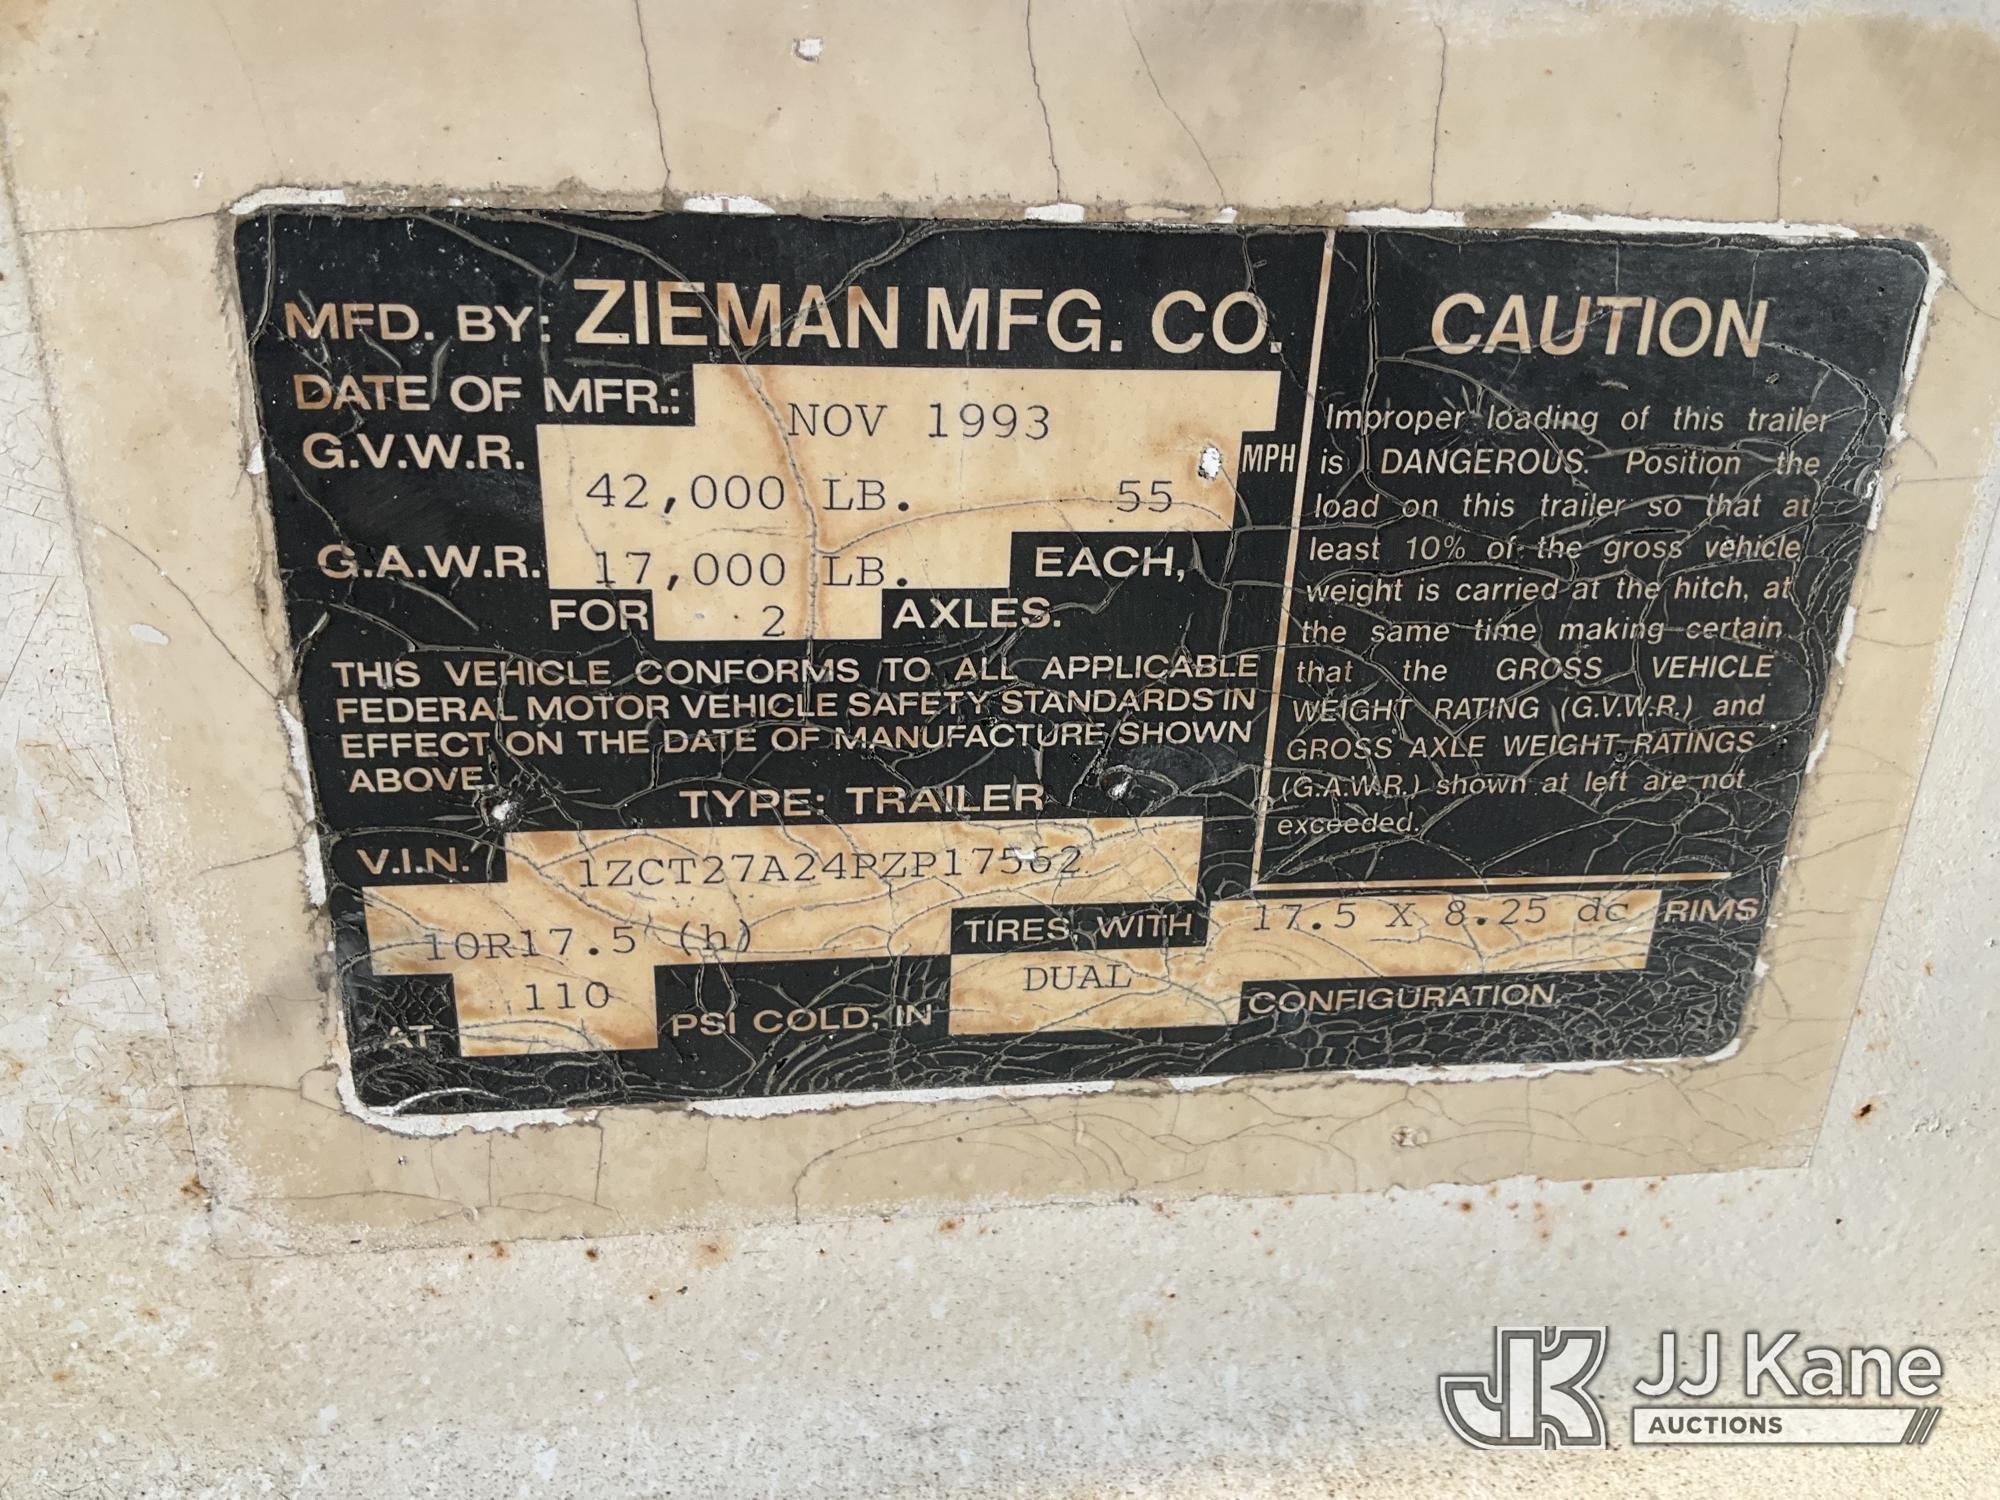 MFD. BY: ZIEMAN MFG. CO.
DATE OF MFR.: NOV 1993
G.V.W.R. 42,000 LB. 55 MPH
G.A.W.R. 17,000 LB. EACH,
FOR 2 AXLES.
THIS VEHICLE CONFORMS TO ALL APPLICABLE
FEDERAL MOTOR VEHICLE SAFETY STANDARDS IN
EFFECT ON THE DATE OF MANUFACTURE SHOWN
ABOVE.
TYPE: TRAILER
V.I.N. 1ZCT27A24PZP17562
10R17.5 (h) TIRES, WITH 17.5 X 8.25 dc RIMS
AT 110 PSI COLD, IN DUAL CONFIGURATION.
CAUTION
Improper loading of this trailer
is DANGEROUS. Position the
load on this trailer so that at
least 10% of the gross vehicle
weight is carried at the hitch, at
the same time making certain
that the GROSS VEHICLE
WEIGHT RATING (G.V.W.R.) and
GROSS AXLE WEIGHT RATINGS
(G.A.W.R.) shown at left are not
exceeded.
JK JJ Kane
AUCTIONS